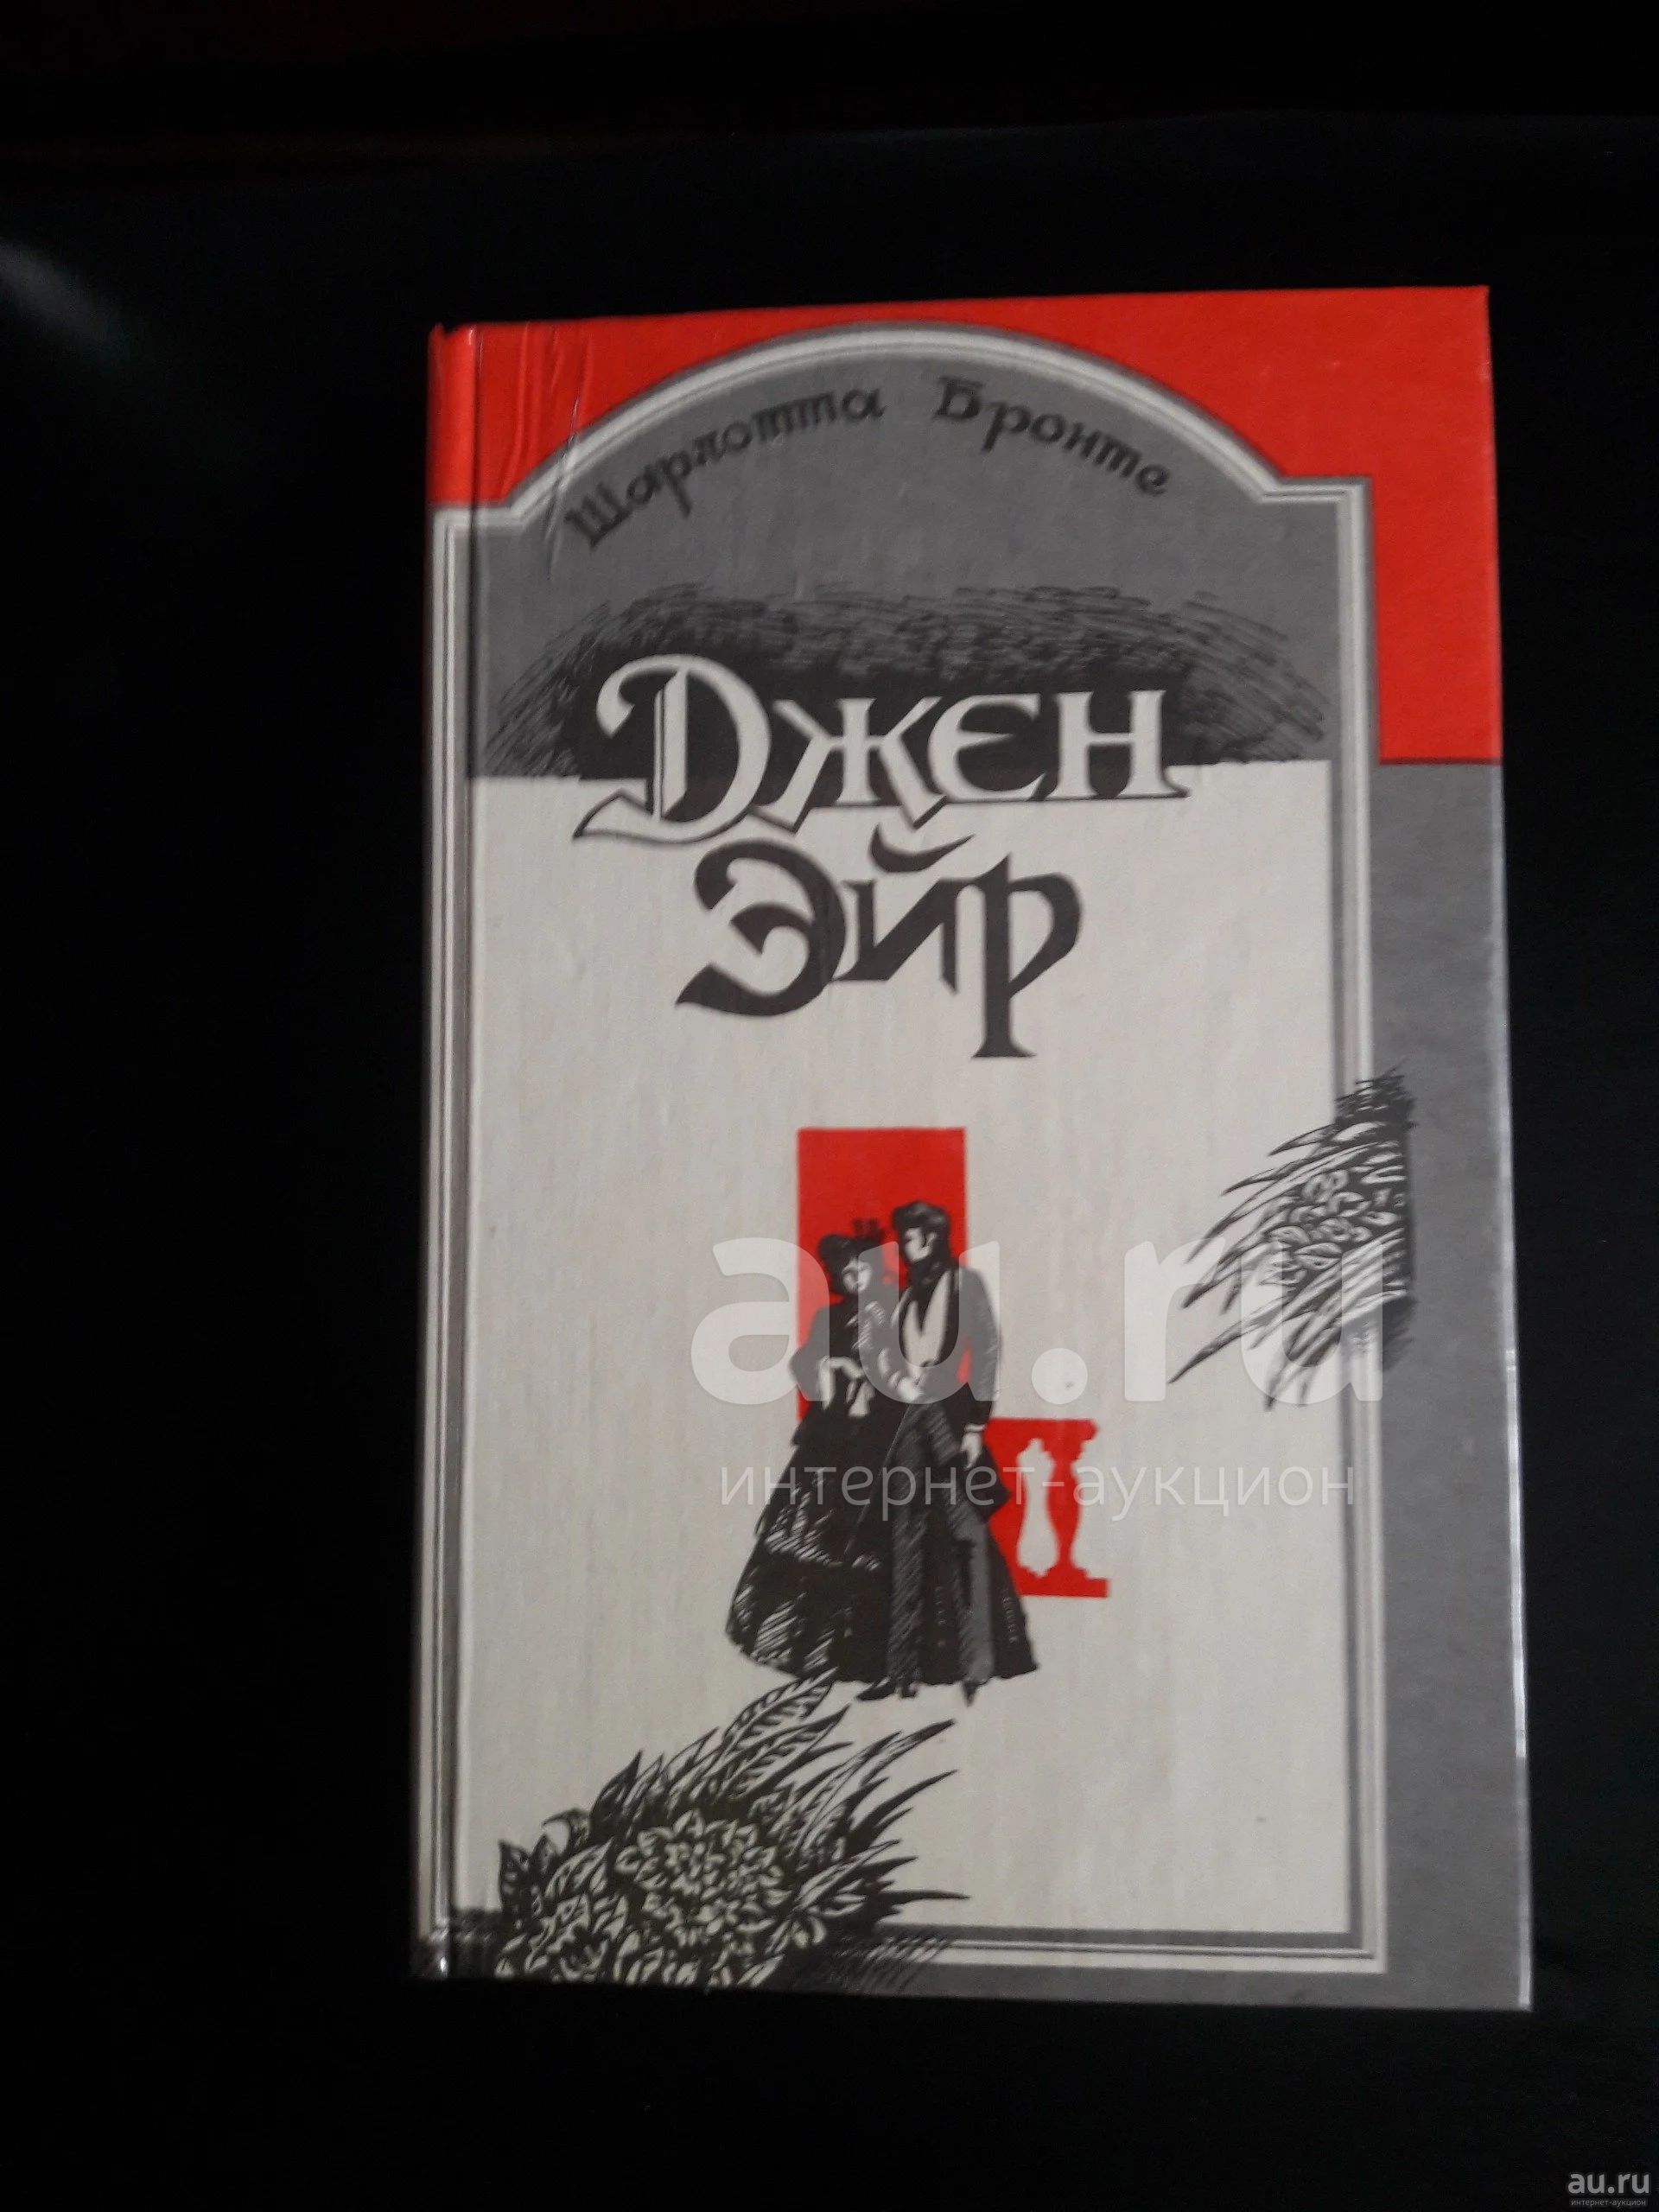 Шарлотта Бронте
Джен
Эйр
au.ru
интернет-аукцион
au.ru
интернет-аукцион